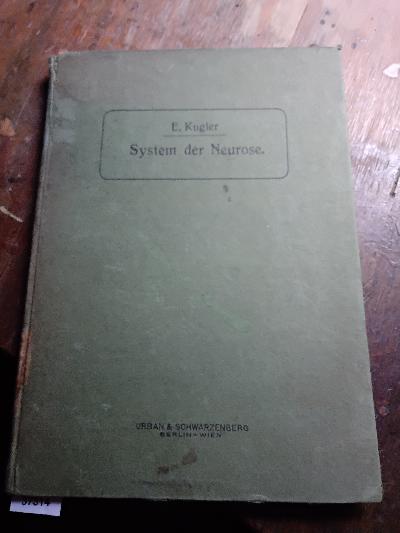 E. Kugler
System der Neurose.
URBAN & SCHWARZENBERG
BERLIN-WIEN